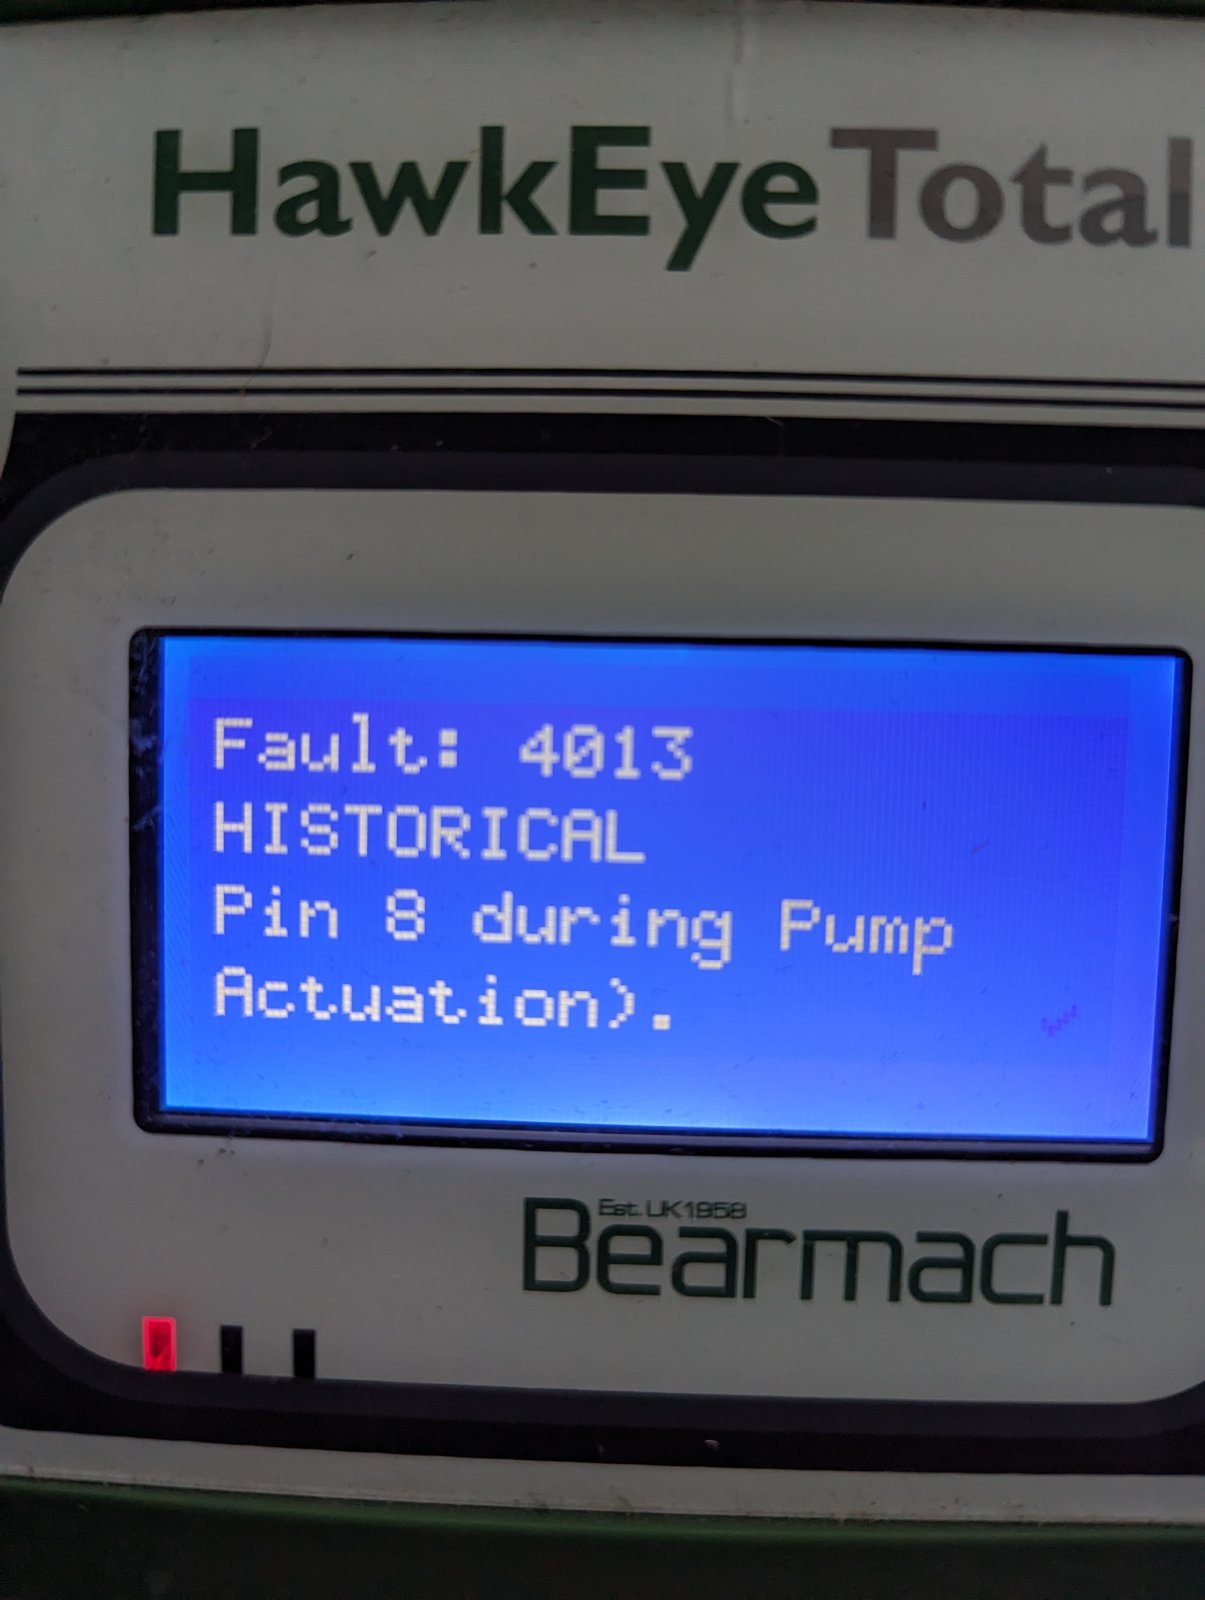 HawkEye Total
Fault: 4013
HISTORICAL
Pin 8 during Pump
Actuation).
Est. UK1958
Bearmach